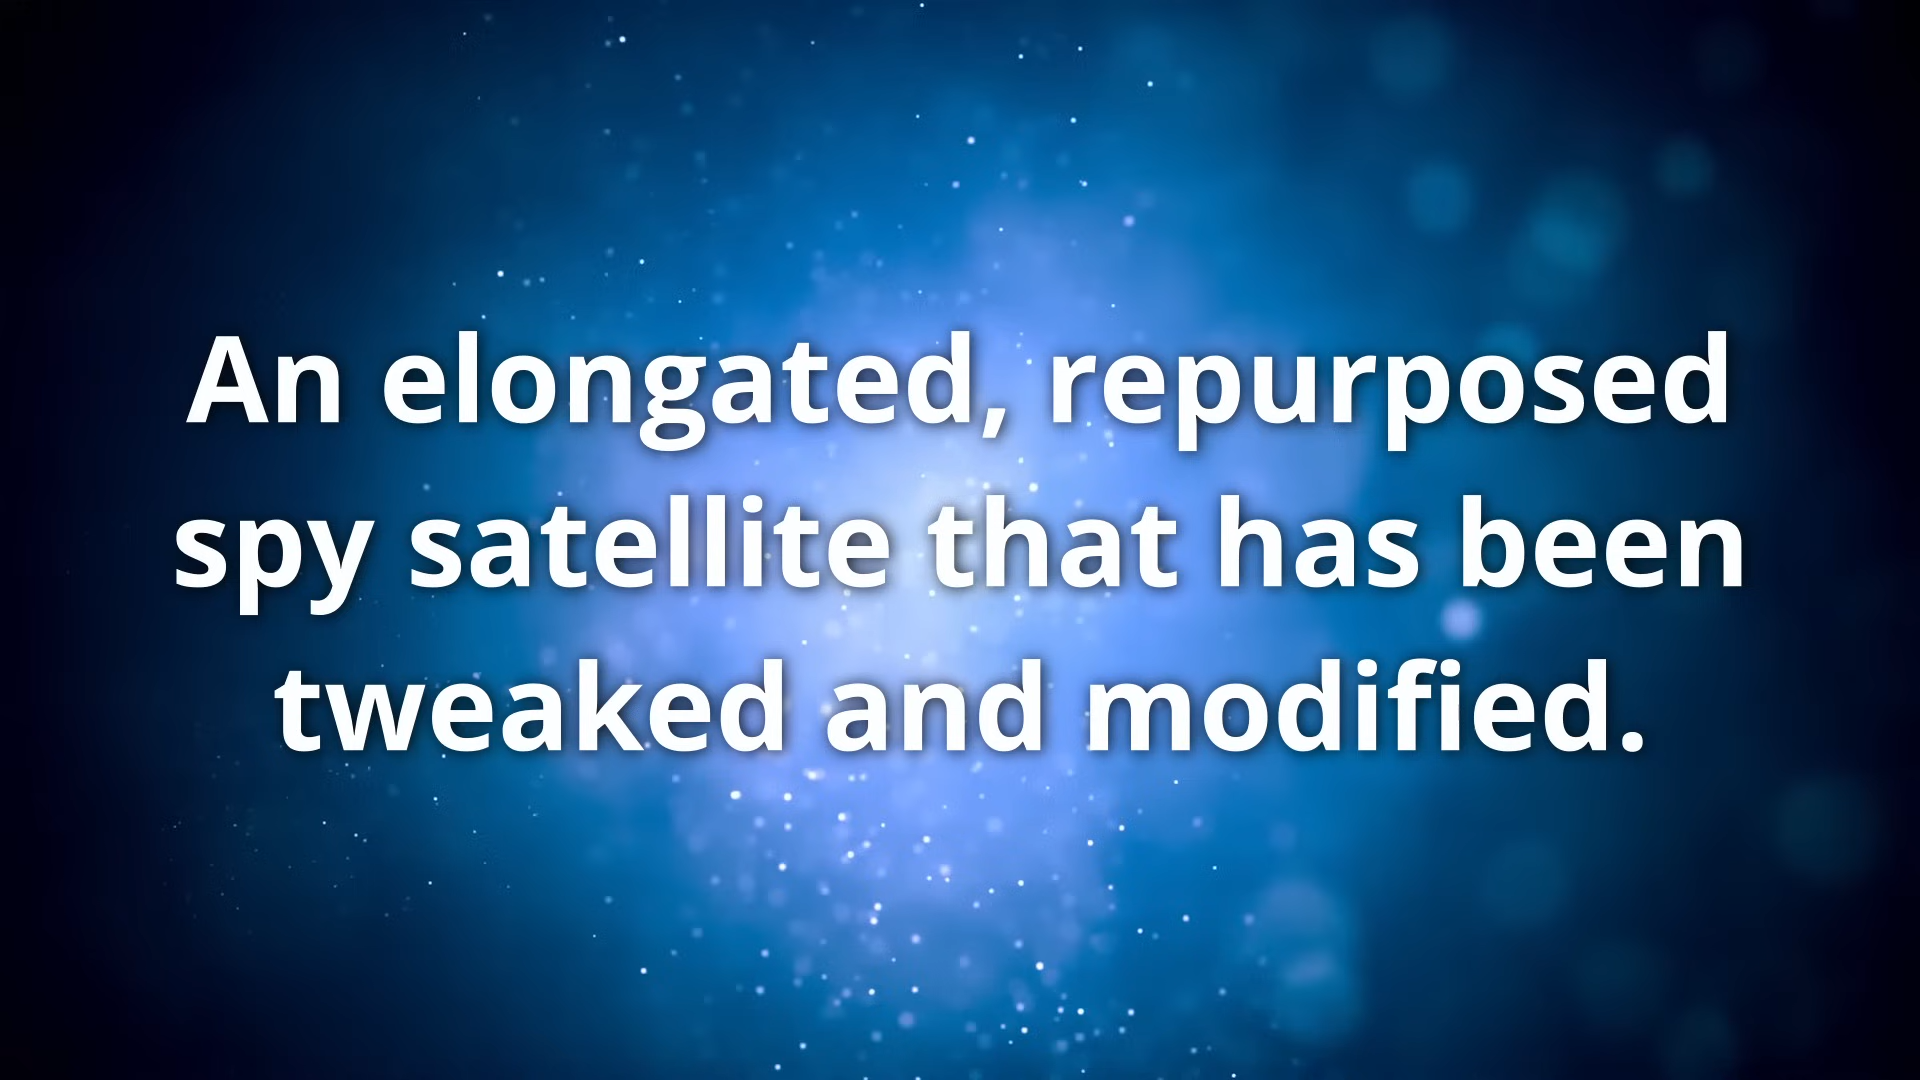 An elongated, repurposed
spy satellite that has been
tweaked and modified.